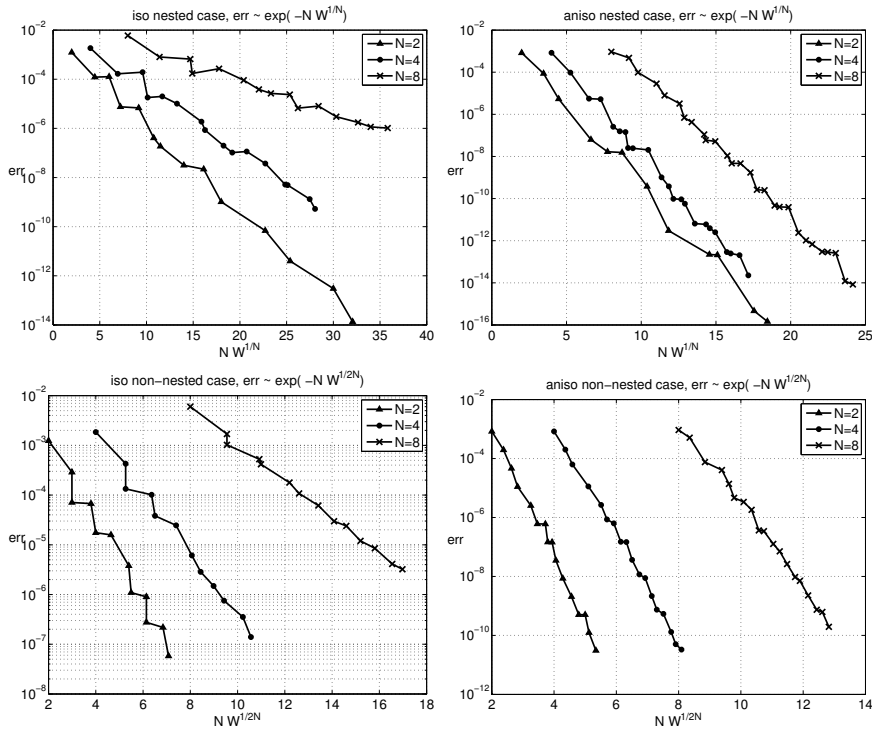 iso nested case, err ~ exp( −N W^{1/N})
10^{−2}
10^{−4}
10^{−6}
10^{−8}
10^{−10}
10^{−12}
10^{−14}
err
0 5 10 15 20 25 30 35 40
N W^{1/N}
N=2
N=4
N=8
aniso nested case, err ~ exp( −N W^{1/N})
10^{−2}
10^{−4}
10^{−6}
10^{−8}
10^{−10}
10^{−12}
10^{−14}
10^{−16}
err
0 5 10 15 20 25
N W^{1/N}
N=2
N=4
N=8
iso non−nested case, err ~ exp( −N W^{1/2N})
10^{−2}
10^{−3}
10^{−4}
10^{−5}
10^{−6}
10^{−7}
10^{−8}
err
2 4 6 8 10 12 14 16 18
N W^{1/2N}
N=2
N=4
N=8
aniso non−nested case, err ~ exp( −N W^{1/2N})
10^{−2}
10^{−4}
10^{−6}
10^{−8}
10^{−10}
10^{−12}
err
2 4 6 8 10 12 14
N W^{1/2N}
N=2
N=4
N=8